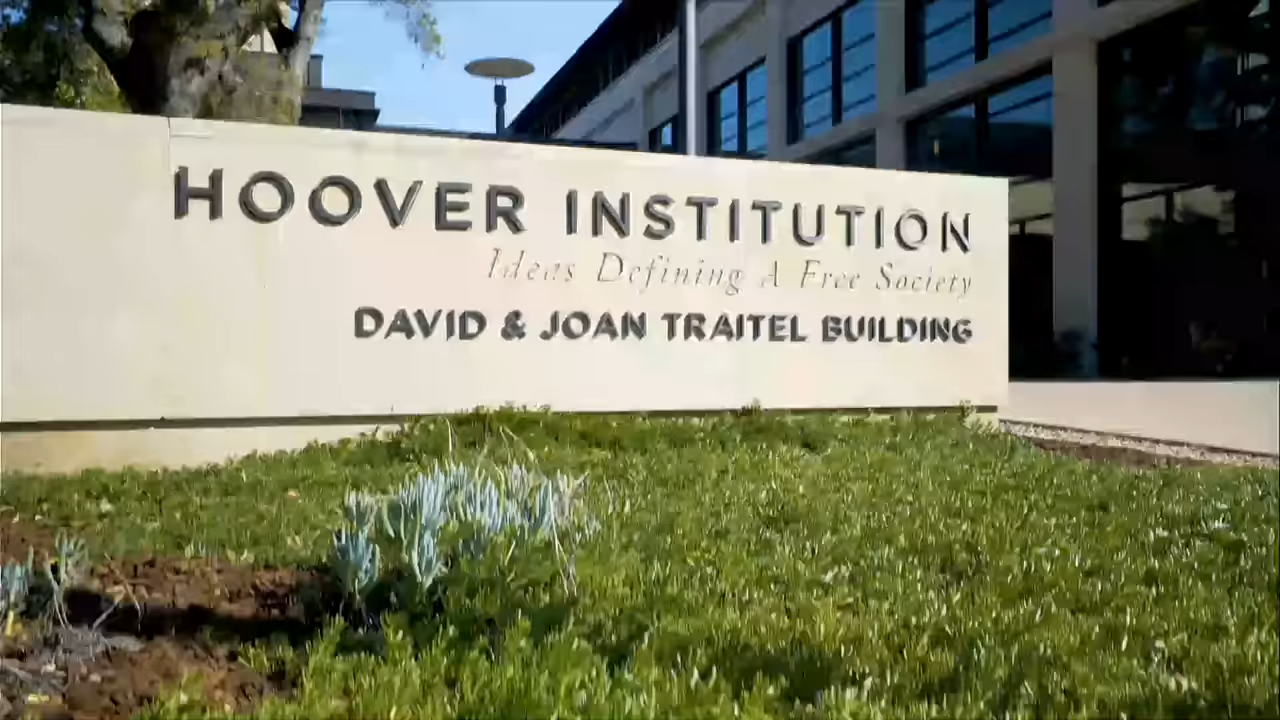 HOOVER INSTITUTION
Ideas Defining A Free Society
DAVID & JOAN TRAITEL BUILDING